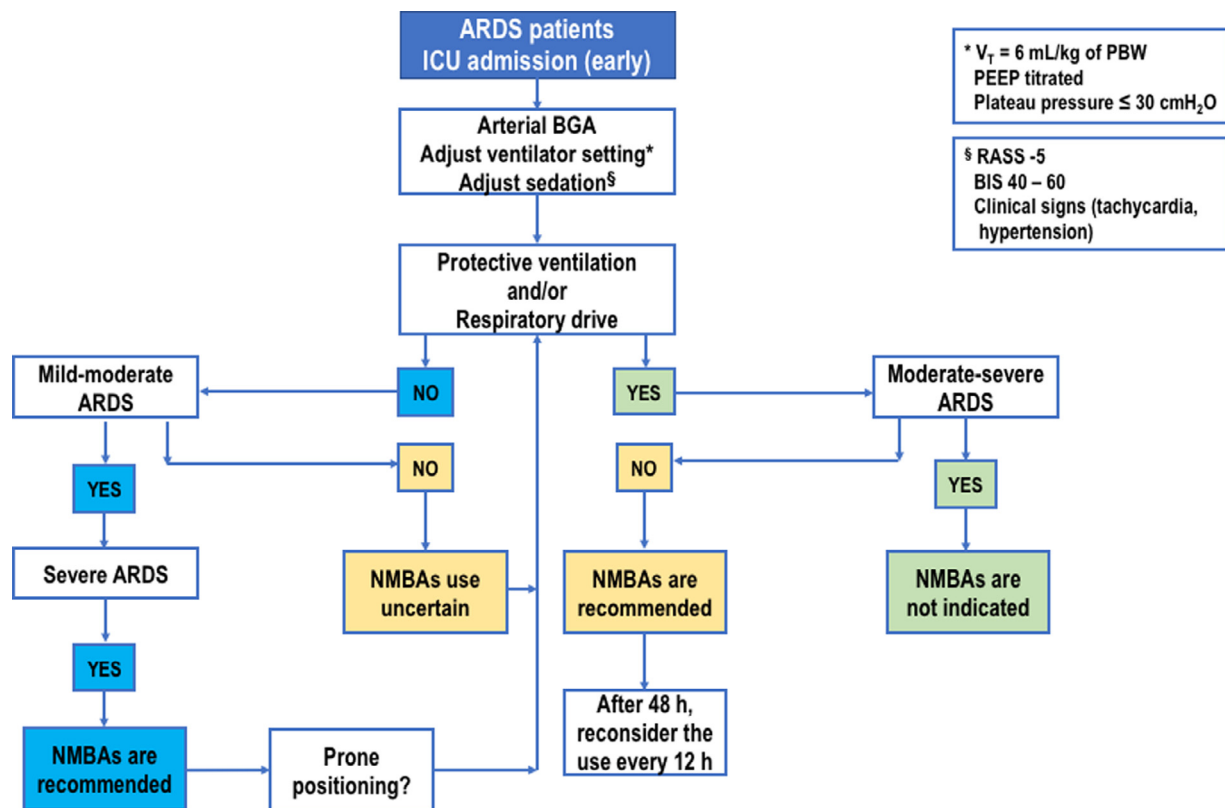 ARDS patients
ICU admission (early)
* V_T = 6 mL/kg of PBW
PEEP titrated
Plateau pressure ≤ 30 cmH₂O
Arterial BGA
Adjust ventilator setting*
Adjust sedation§
§ RASS -5
BIS 40 – 60
Clinical signs (tachycardia,
hypertension)
Protective ventilation
and/or
Respiratory drive
Mild-moderate
ARDS
NO
YES
Moderate-severe
ARDS
YES
NO
NO
YES
Severe ARDS
NMBAs use
uncertain
NMBAs are
recommended
NMBAs are
not indicated
YES
After 48 h,
reconsider the
use every 12 h
NMBAs are
recommended
Prone
positioning?